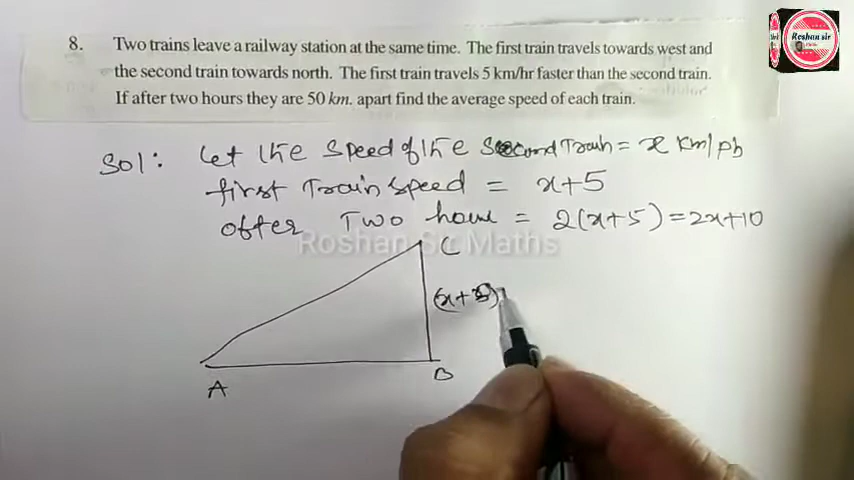 8. Two trains leave a railway station at the same time. The first train travels towards west and
the second train towards north. The first train travels 5 km/hr faster than the second train.
If after two hours they are 50 km. apart find the average speed of each train.
Roshan sir
Sol: Let the Speed of the Second Train = x km/ph
first Train speed = x+5
after Two hour = 2(x+5) = 2x+10
Roshan Sir Maths
C
A
B